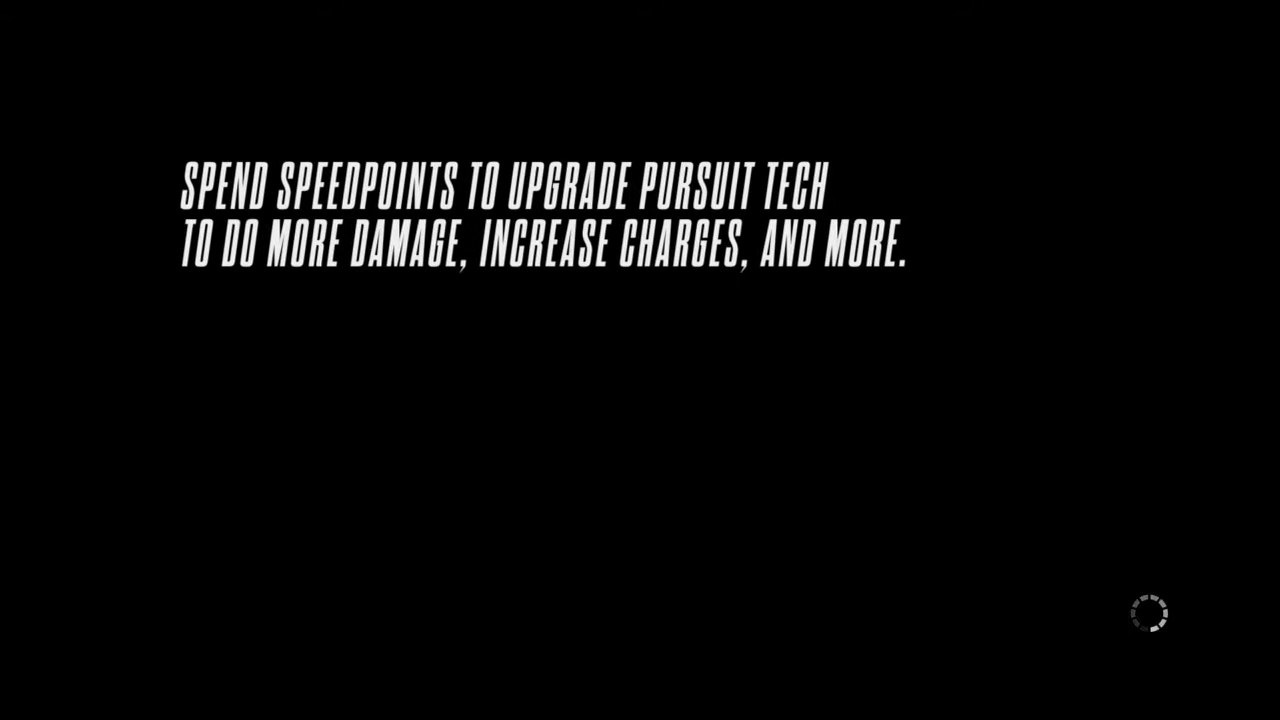 SPEND SPEEDPOINTS TO UPGRADE PURSUIT TECH
TO DO MORE DAMAGE, INCREASE CHARGES, AND MORE.